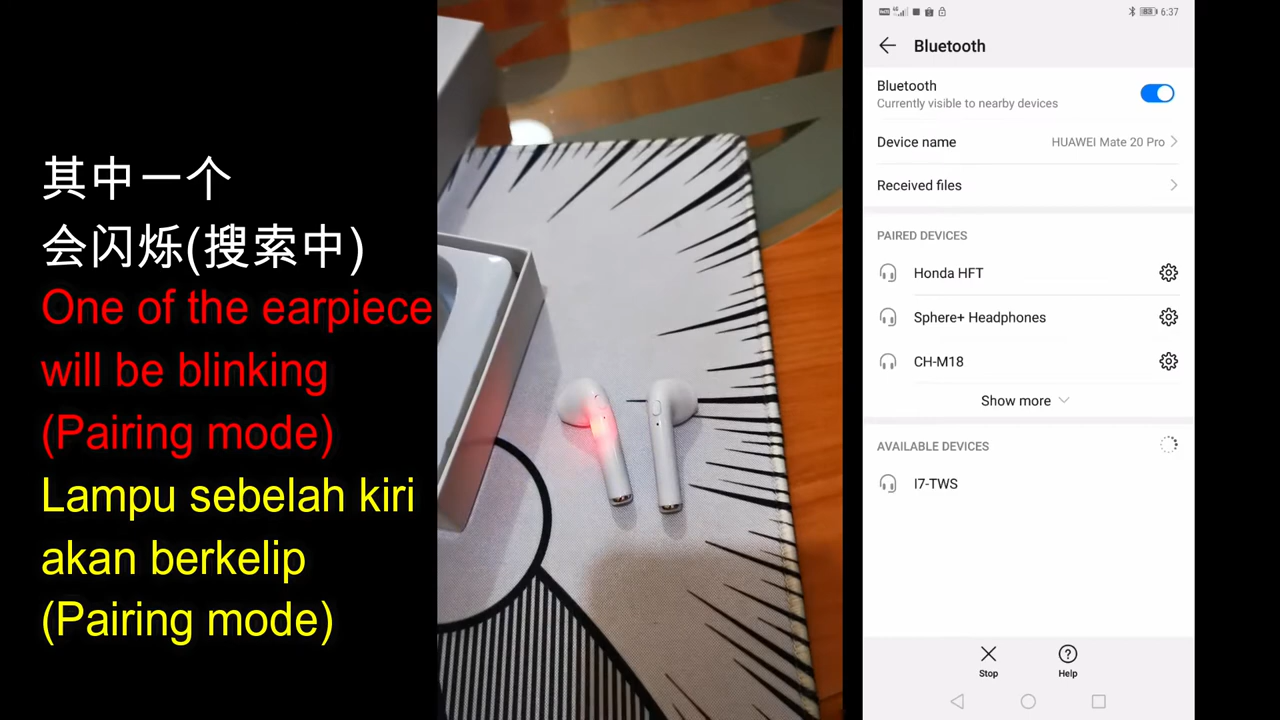 其中一个
会闪烁(搜索中)
One of the earpiece
will be blinking
(Pairing mode)
Lampu sebelah kiri
akan berkelip
(Pairing mode)
6:37
Bluetooth
Bluetooth
Currently visible to nearby devices
Device name HUAWEI Mate 20 Pro
Received files
PAIRED DEVICES
Honda HFT
Sphere+ Headphones
CH-M18
Show more
AVAILABLE DEVICES
I7-TWS
Stop Help